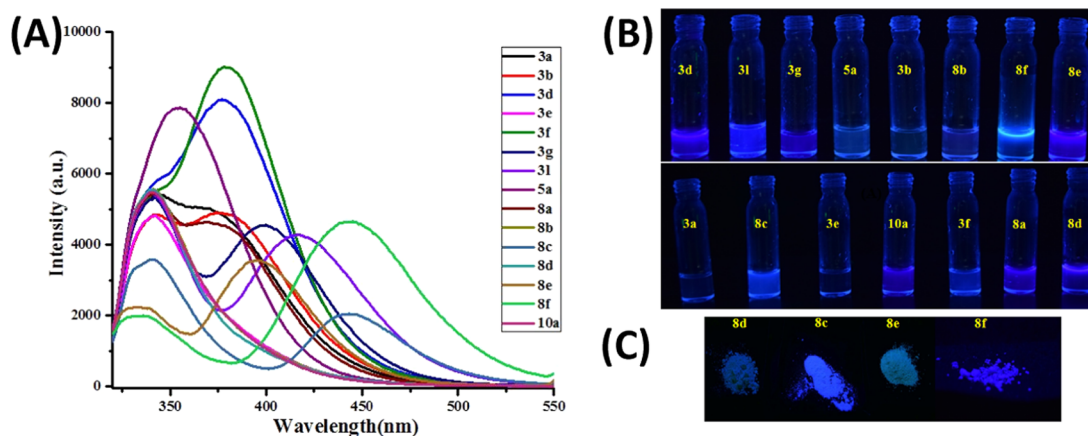 (A)
10000
8000
6000
4000
2000
0
Intensity (a.u.)
350
400
450
500
550
Wavelength(nm)
3a
3b
3d
3e
3f
3g
3l
5a
8a
8b
8c
8d
8e
8f
10a
(B)
3d 3l 3g 5a 3b 8b 8f 8e
3a 8c 3e 10a 3f 8a 8d
(C)
8d 8c 8e 8f